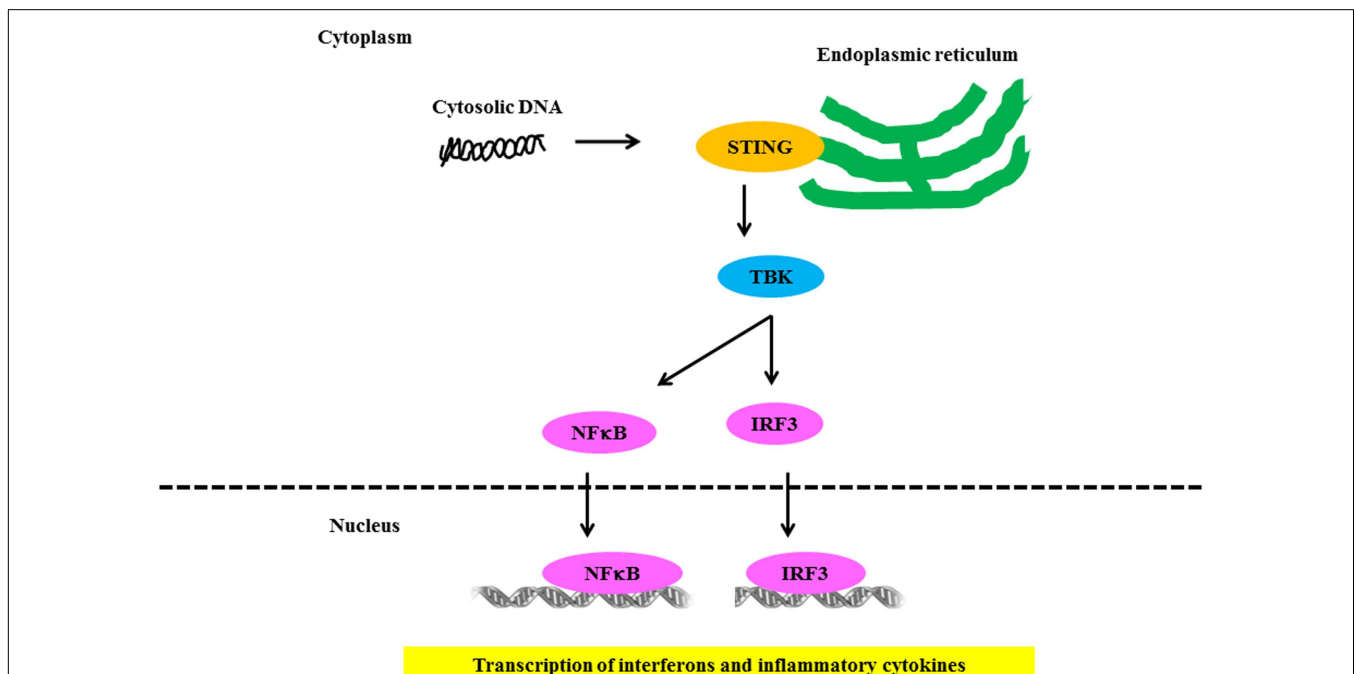 Cytoplasm
Endoplasmic reticulum
Cytosolic DNA
STING
TBK
NFκB
IRF3
Nucleus
NFκB
IRF3
Transcription of interferons and inflammatory cytokines